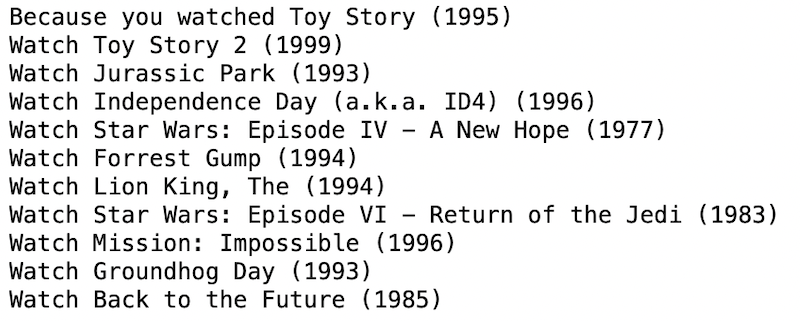 Because you watched Toy Story (1995)
Watch Toy Story 2 (1999)
Watch Jurassic Park (1993)
Watch Independence Day (a.k.a. ID4) (1996)
Watch Star Wars: Episode IV – A New Hope (1977)
Watch Forrest Gump (1994)
Watch Lion King, The (1994)
Watch Star Wars: Episode VI – Return of the Jedi (1983)
Watch Mission: Impossible (1996)
Watch Groundhog Day (1993)
Watch Back to the Future (1985)